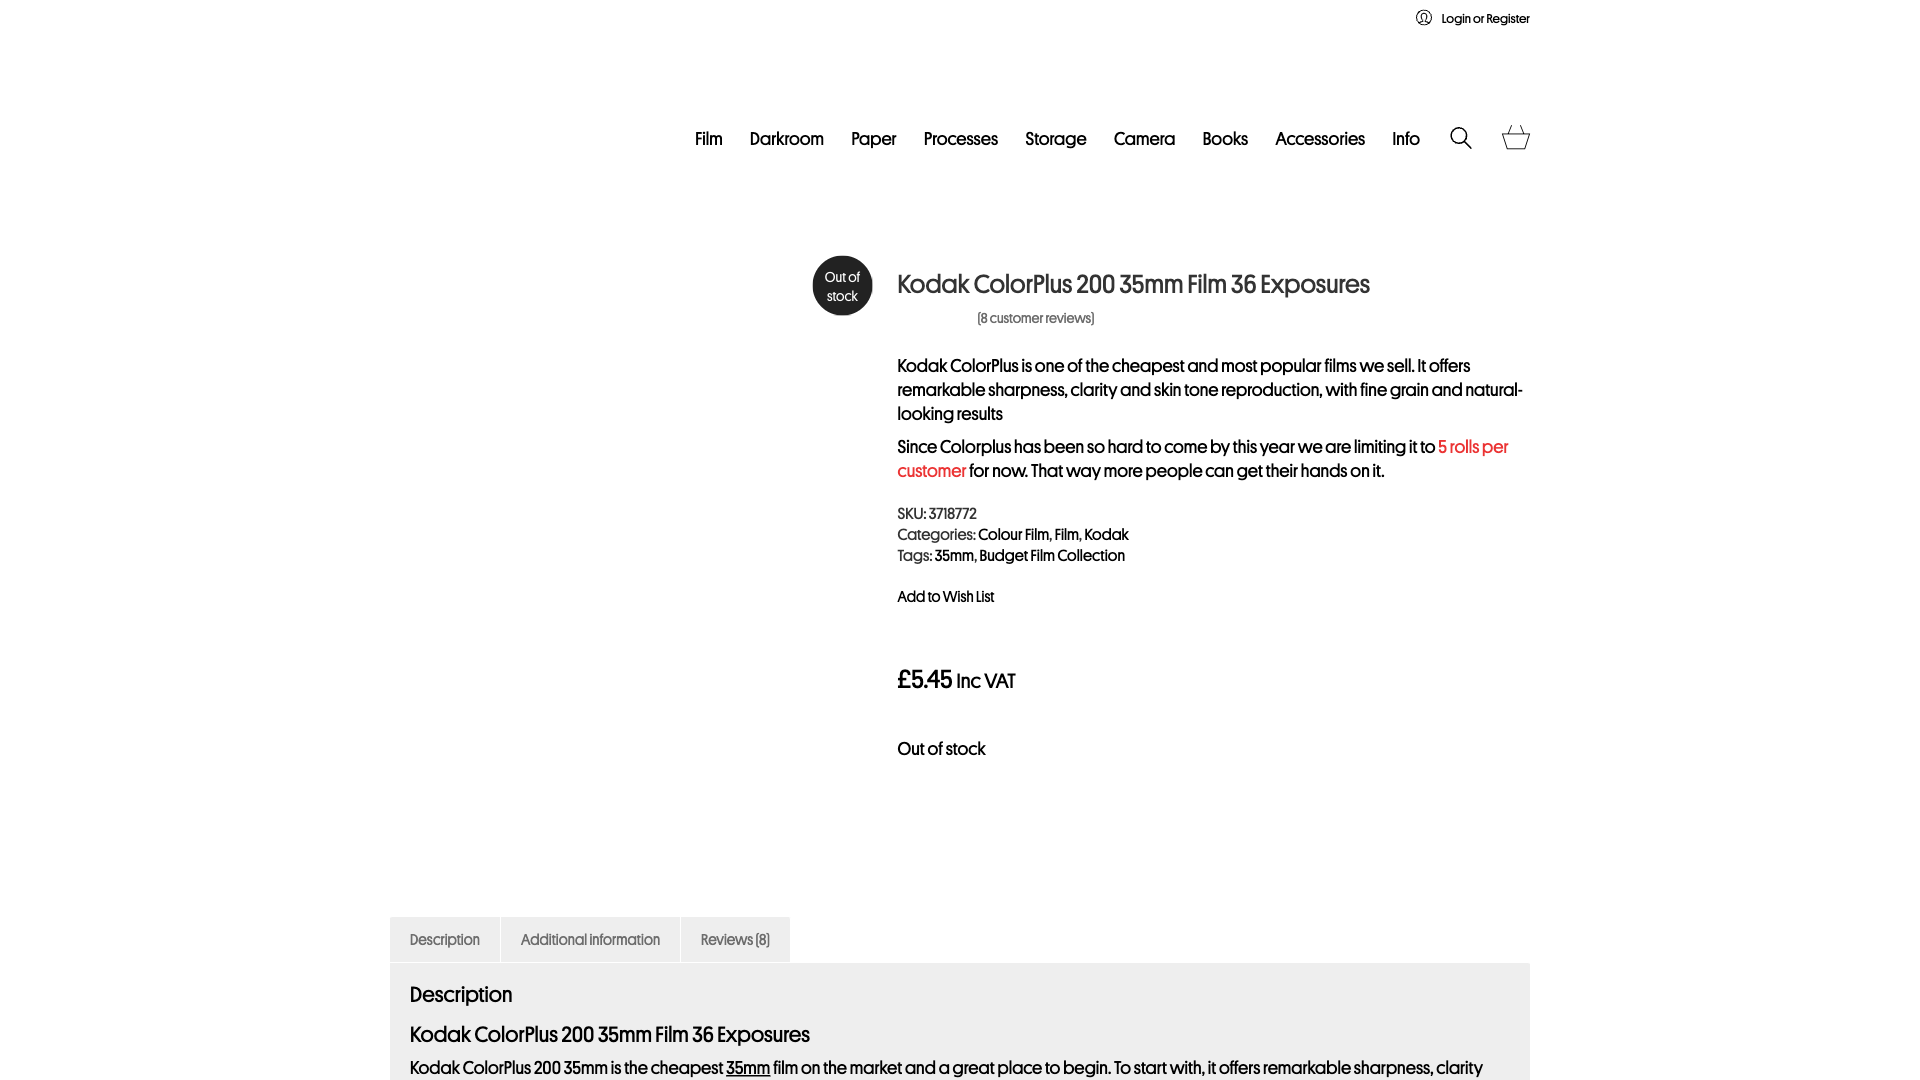 Login or Register
Film Darkroom Paper Processes Storage Camera Books Accessories Info
Out of
stock
Kodak ColorPlus 200 35mm Film 36 Exposures
(8 customer reviews)
Kodak ColorPlus is one of the cheapest and most popular films we sell. It offers
remarkable sharpness, clarity and skin tone reproduction, with fine grain and natural-
looking results
Since Colorplus has been so hard to come by this year we are limiting it to 5 rolls per
customer for now. That way more people can get their hands on it.
SKU: 3718772
Categories: Colour Film, Film, Kodak
Tags: 35mm, Budget Film Collection
Add to Wish List
£5.45 Inc VAT
Out of stock
Description Additional information Reviews (8)
Description
Kodak ColorPlus 200 35mm Film 36 Exposures
Kodak ColorPlus 200 35mm is the cheapest 35mm film on the market and a great place to begin. To start with, it offers remarkable sharpness, clarity